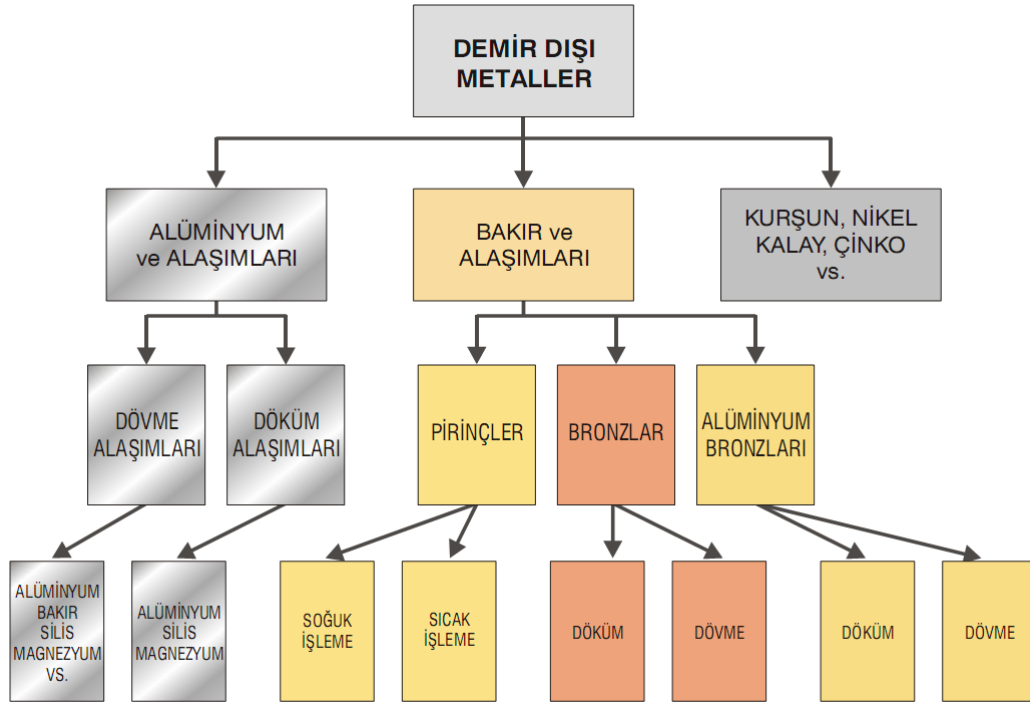 DEMİR DIŞI
METALLER
ALÜMİNYUM
ve ALAŞIMLARI
BAKIR ve
ALAŞIMLARI
KURŞUN, NİKEL
KALAY, ÇİNKO
vs.
DÖVME
ALAŞIMLARI
DÖKÜM
ALAŞIMLARI
PİRİNÇLER
BRONZLAR
ALÜMİNYUM
BRONZLARI
ALÜMİNYUM
BAKIR
SİLİS
MAGNEZYUM
VS.
ALÜMİNYUM
SİLİS
MAGNEZYUM
SOĞUK
İŞLEME
SICAK
İŞLEME
DÖKÜM
DÖVME
DÖKÜM
DÖVME